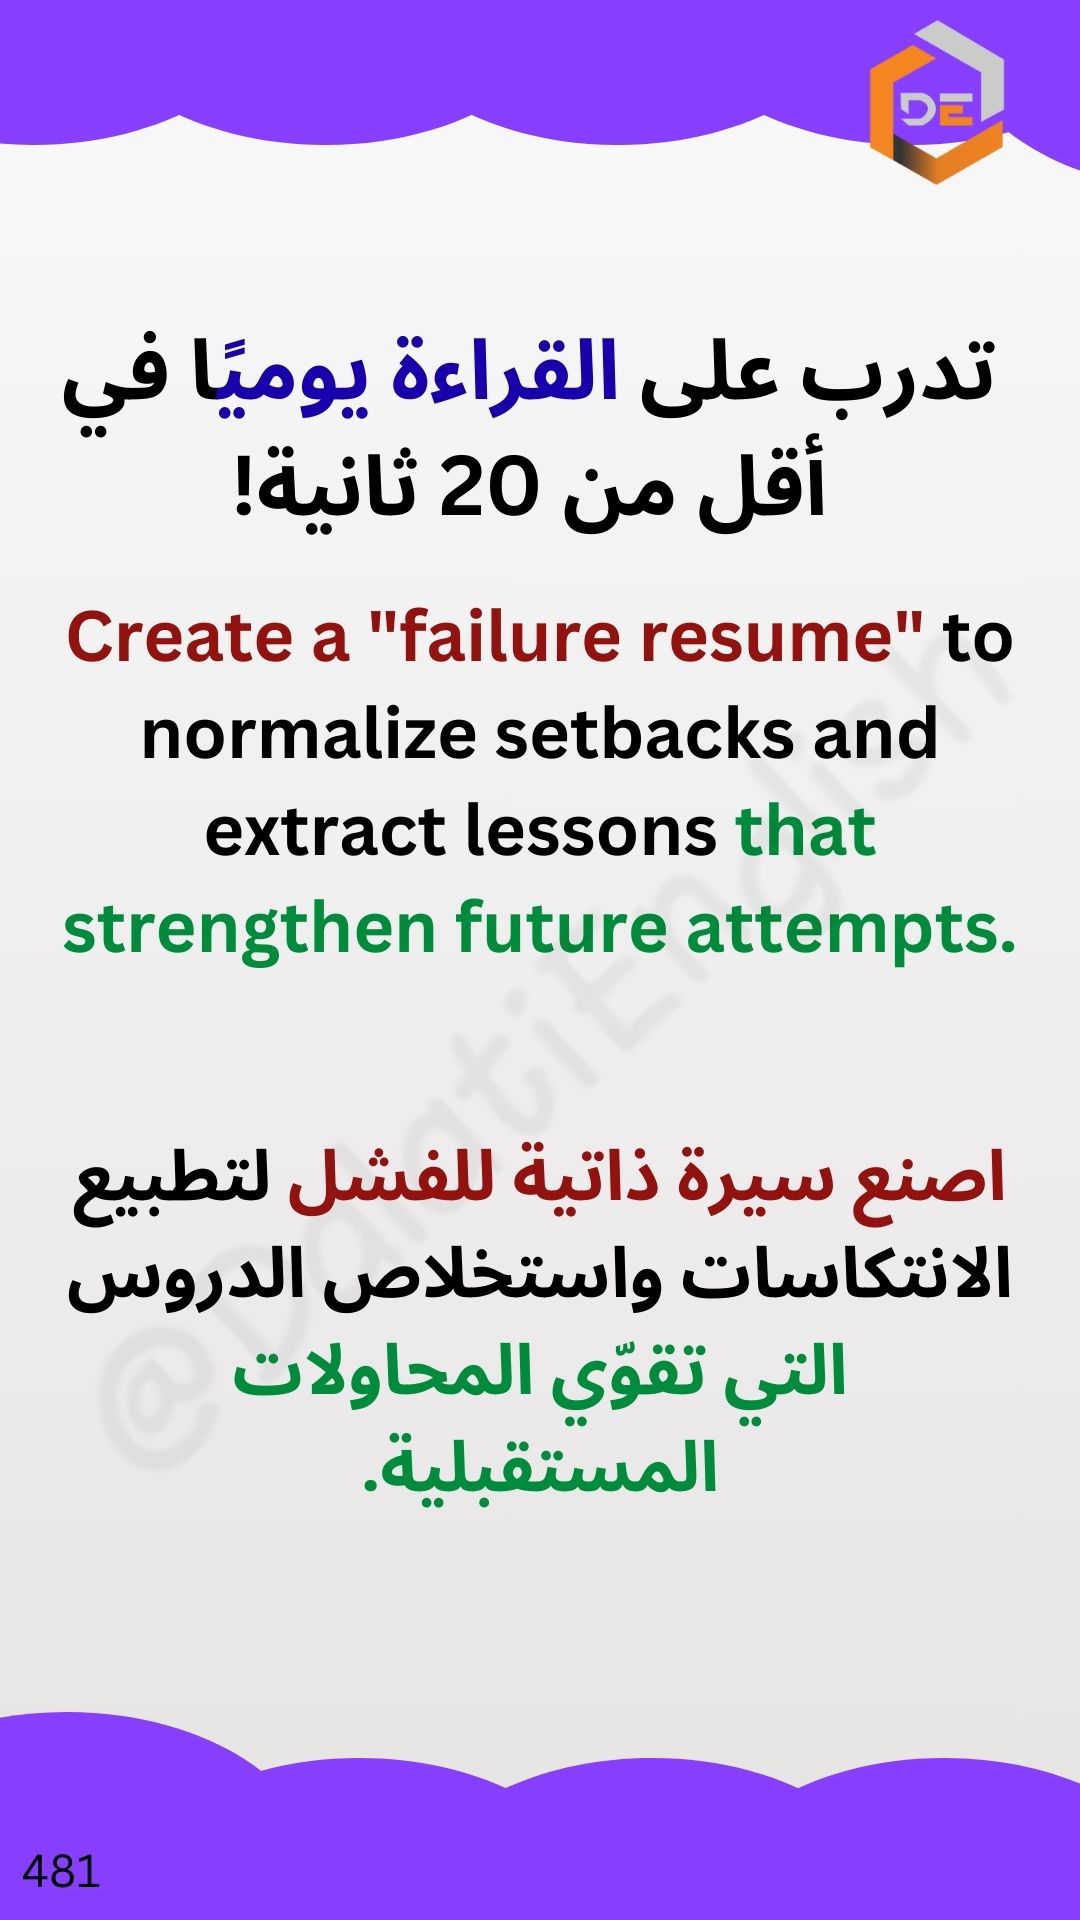 DE
تدرب على القراءة يوميًا في
أقل من 20 ثانية!
Create a "failure resume" to
normalize setbacks and
extract lessons that
strengthen future attempts.
اصنع سيرة ذاتية للفشل لتطبيع
الانتكاسات واستخلاص الدروس
التي تقوّي المحاولات
المستقبلية.
@DalatiEnglish
481